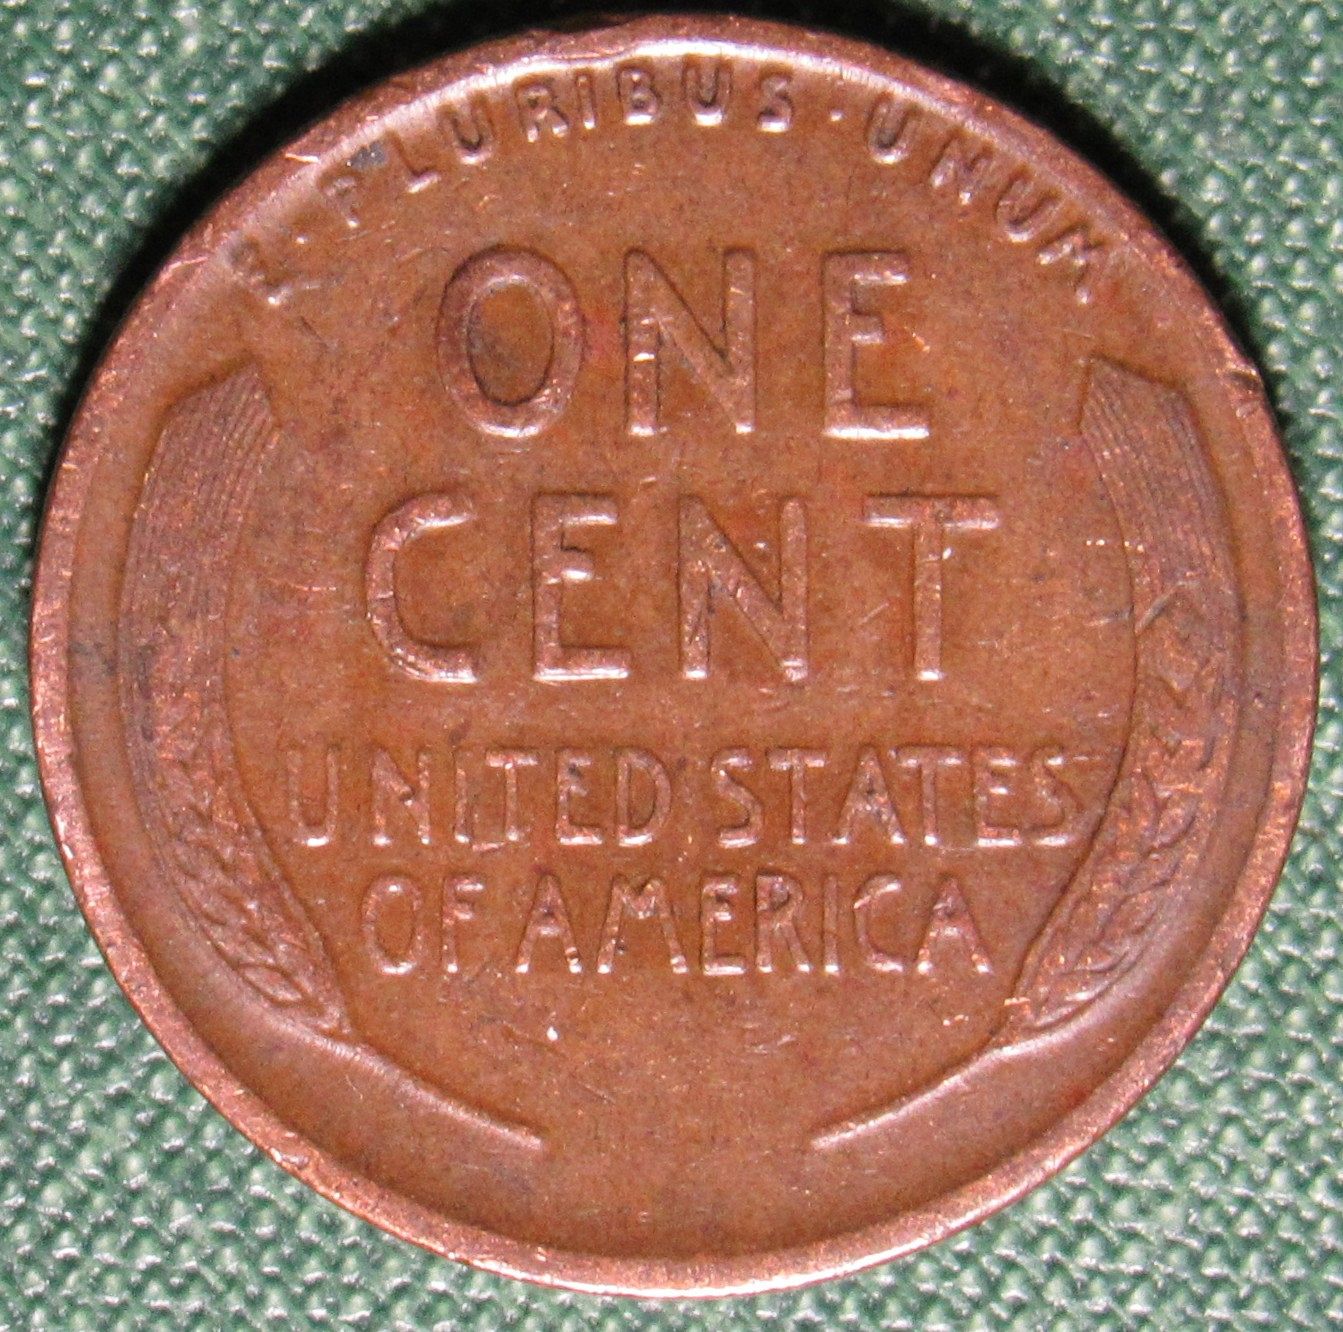 E · PLURIBUS · UNUM
ONE
CENT
UNITED STATES
OF AMERICA